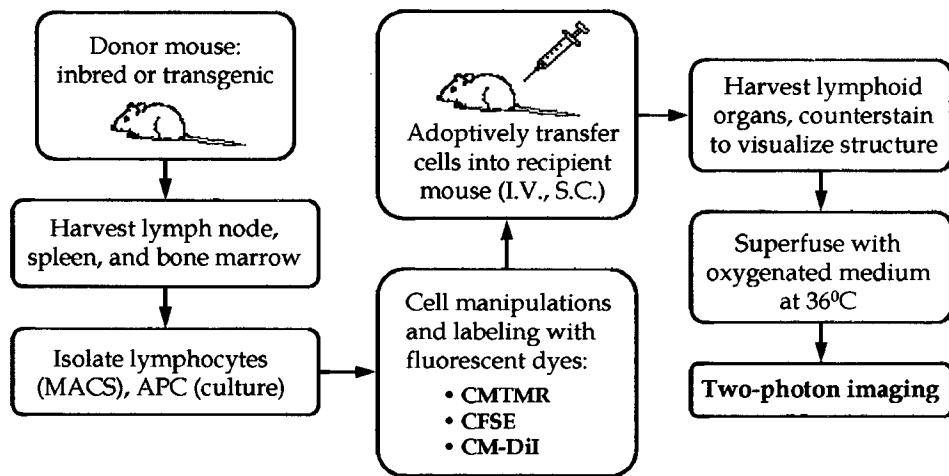 Donor mouse:
inbred or transgenic
Harvest lymph node,
spleen, and bone marrow
Isolate lymphocytes
(MACS), APC (culture)
Cell manipulations
and labeling with
fluorescent dyes:
• CMTMR
• CFSE
• CM-DiI
Adoptively transfer
cells into recipient
mouse (I.V., S.C.)
Harvest lymphoid
organs, counterstain
to visualize structure
Superfuse with
oxygenated medium
at 36⁰C
Two-photon imaging